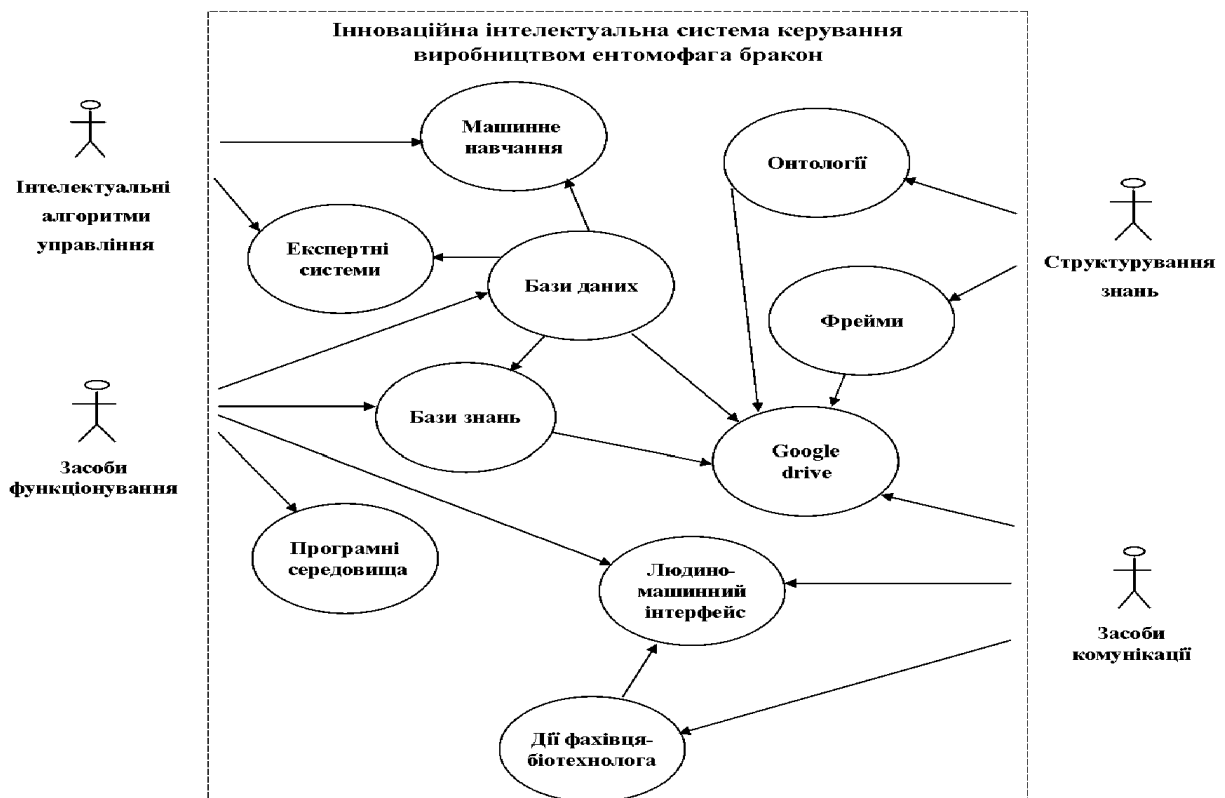 Інноваційна інтелектуальна система керування
виробництвом ентомофага бракон
Машинне
навчання
Онтології
Інтелектуальні
алгоритми
управління
Експертні
системи
Бази даних
Структурування
знань
Фрейми
Бази знань
Google
drive
Засоби
функціонування
Програмні
середовища
Людино-
машинний
інтерфейс
Засоби
комунікації
Дії фахівця-
біотехнолога